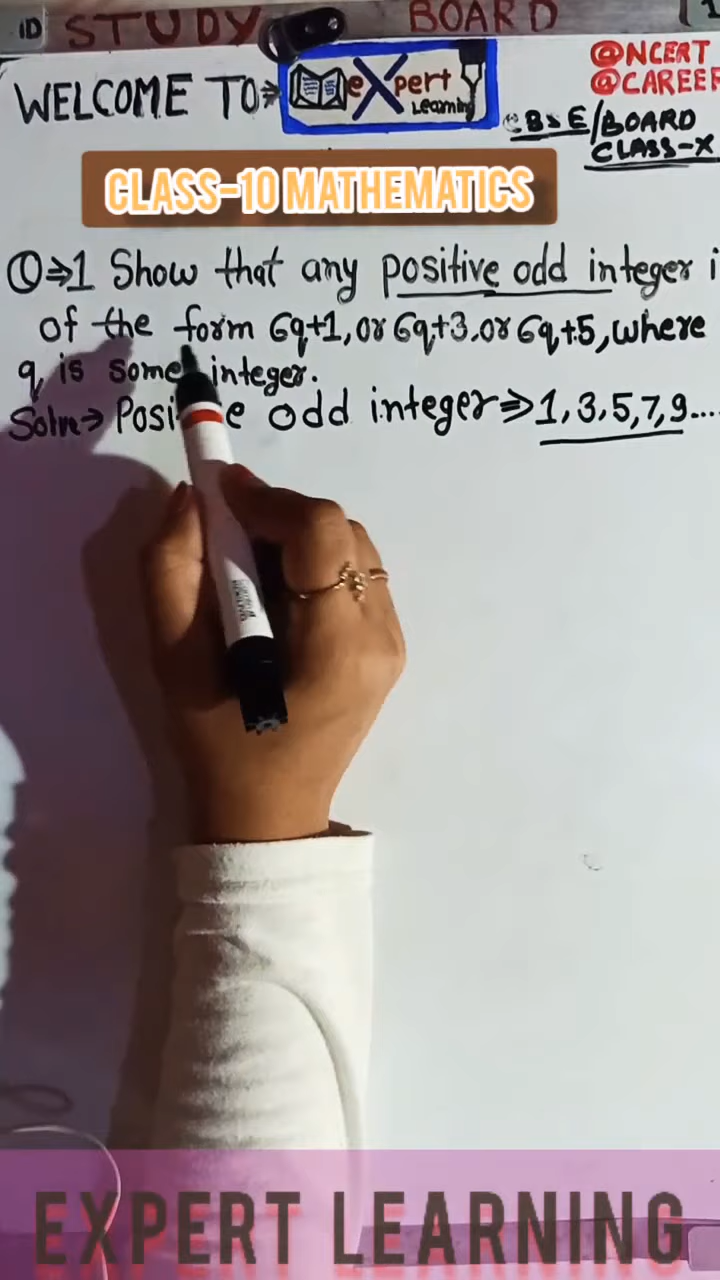 STUDY BOARD
WELCOME TO⇒ eXpert Learning
@NCERT
@CAREER
CBSE/BOARD
CLASS-X
CLASS-10 MATHEMATICS
Q⇒1 Show that any positive odd integer i
of the form 6q+1, or 6q+3, or 6q+5, where
q is some integer.
Solve→ Posi e odd integer⇒ 1,3,5,7,9....
EXPERT LEARNING